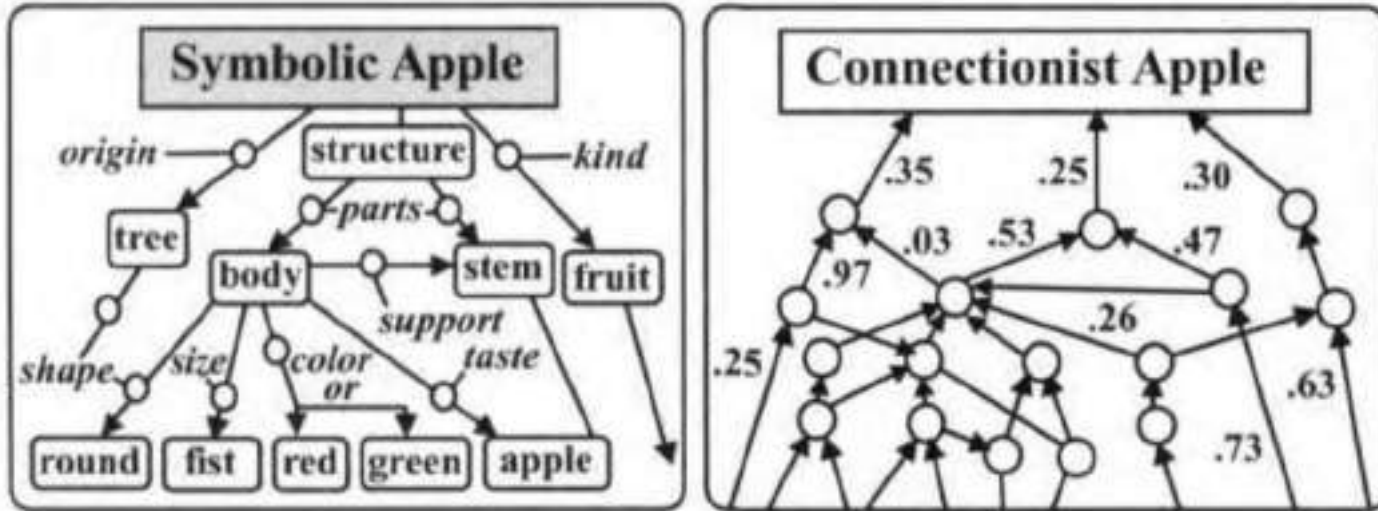 Symbolic Apple
origin
structure
kind
parts
tree
body
stem
fruit
support
shape
size
color
or
taste
round
fist
red
green
apple
Connectionist Apple
.35
.25
.30
.03
.53
.47
.97
.26
.25
.63
.73